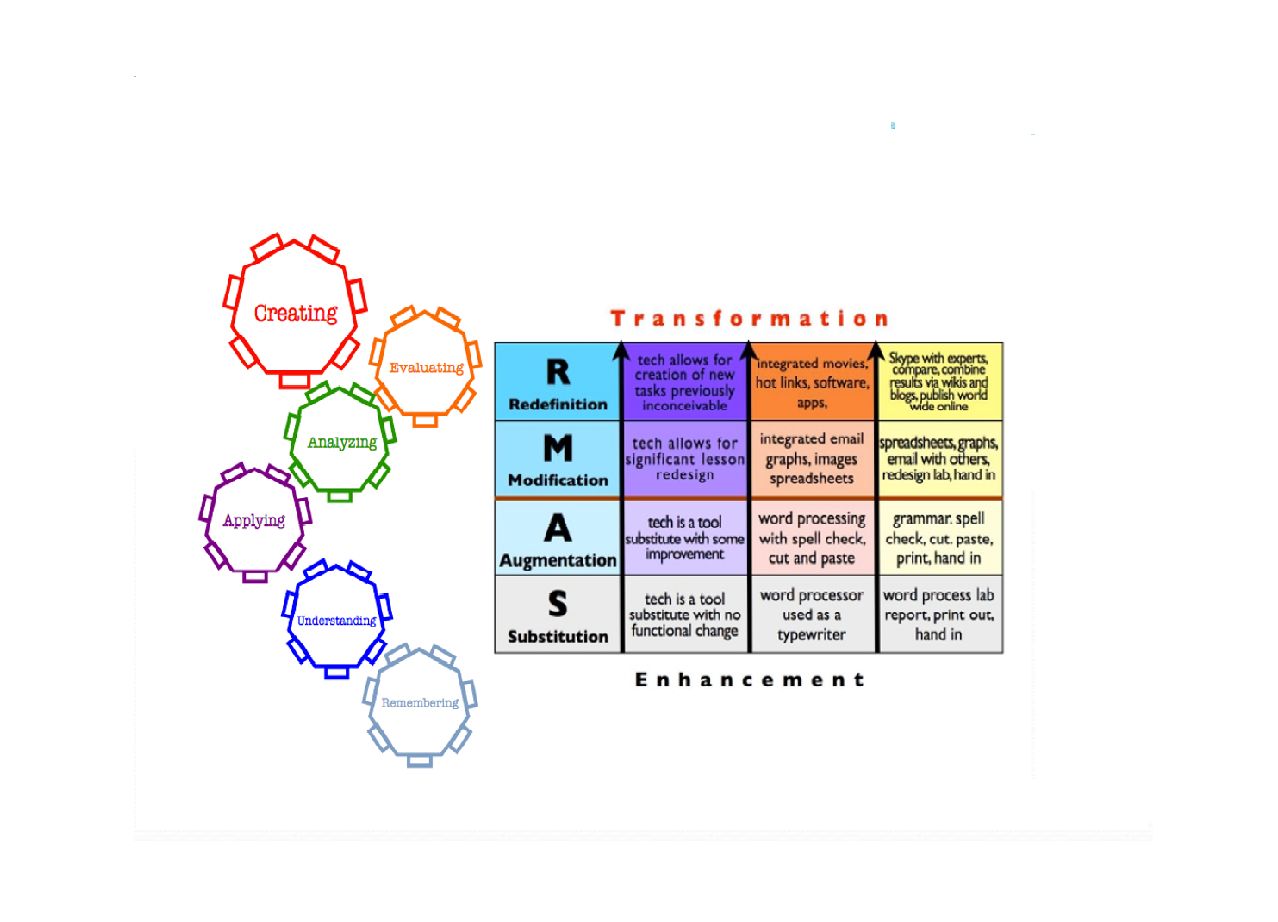 Creating
Evaluating
Analyzing
Applying
Understanding
Remembering
Transformation
R
Redefinition
tech allows for
creation of new
tasks previously
inconceivable
integrated movies,
hot links, software,
apps,
Skype with experts,
compare, combine
results via wikis and
blogs, publish world
wide online
M
Modification
tech allows for
significant lesson
redesign
integrated email
graphs, images
spreadsheets
spreadsheets, graphs,
email with others,
redesign lab, hand in
A
Augmentation
tech is a tool
substitute with some
improvement
word processing
with spell check,
cut and paste
grammar. spell
check, cut. paste,
print, hand in
S
Substitution
tech is a tool
substitute with no
functional change
word processor
used as a
typewriter
word process lab
report, print out,
hand in
Enhancement